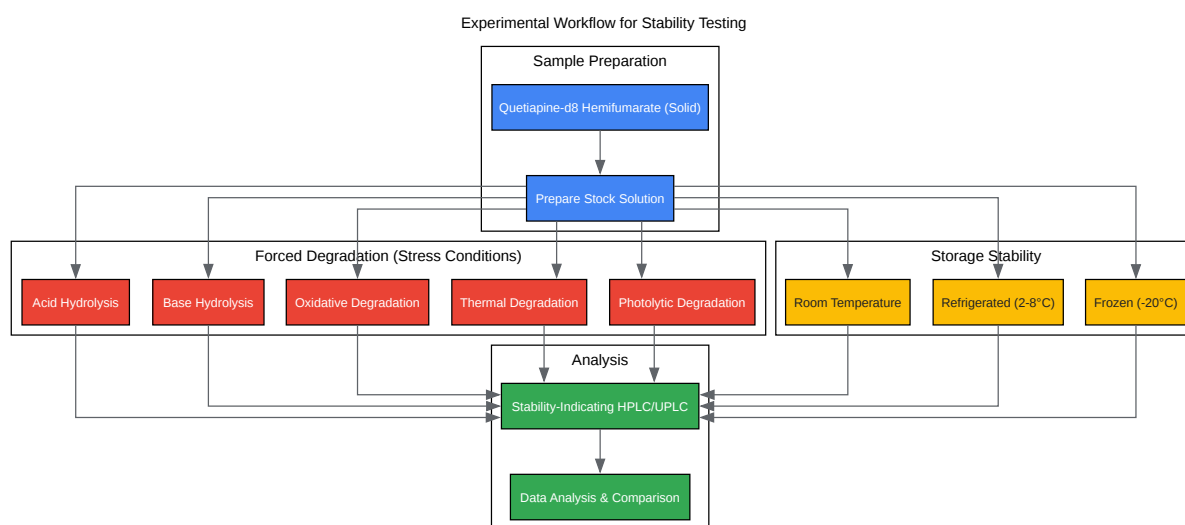 Experimental Workflow for Stability Testing
Sample Preparation
Quetiapine-d8 Hemifumarate (Solid)
Prepare Stock Solution
Forced Degradation (Stress Conditions)
Storage Stability
Acid Hydrolysis
Base Hydrolysis
Oxidative Degradation
Thermal Degradation
Photolytic Degradation
Room Temperature
Refrigerated (2-8°C)
Frozen (-20°C)
Analysis
Stability-Indicating HPLC/UPLC
Data Analysis & Comparison